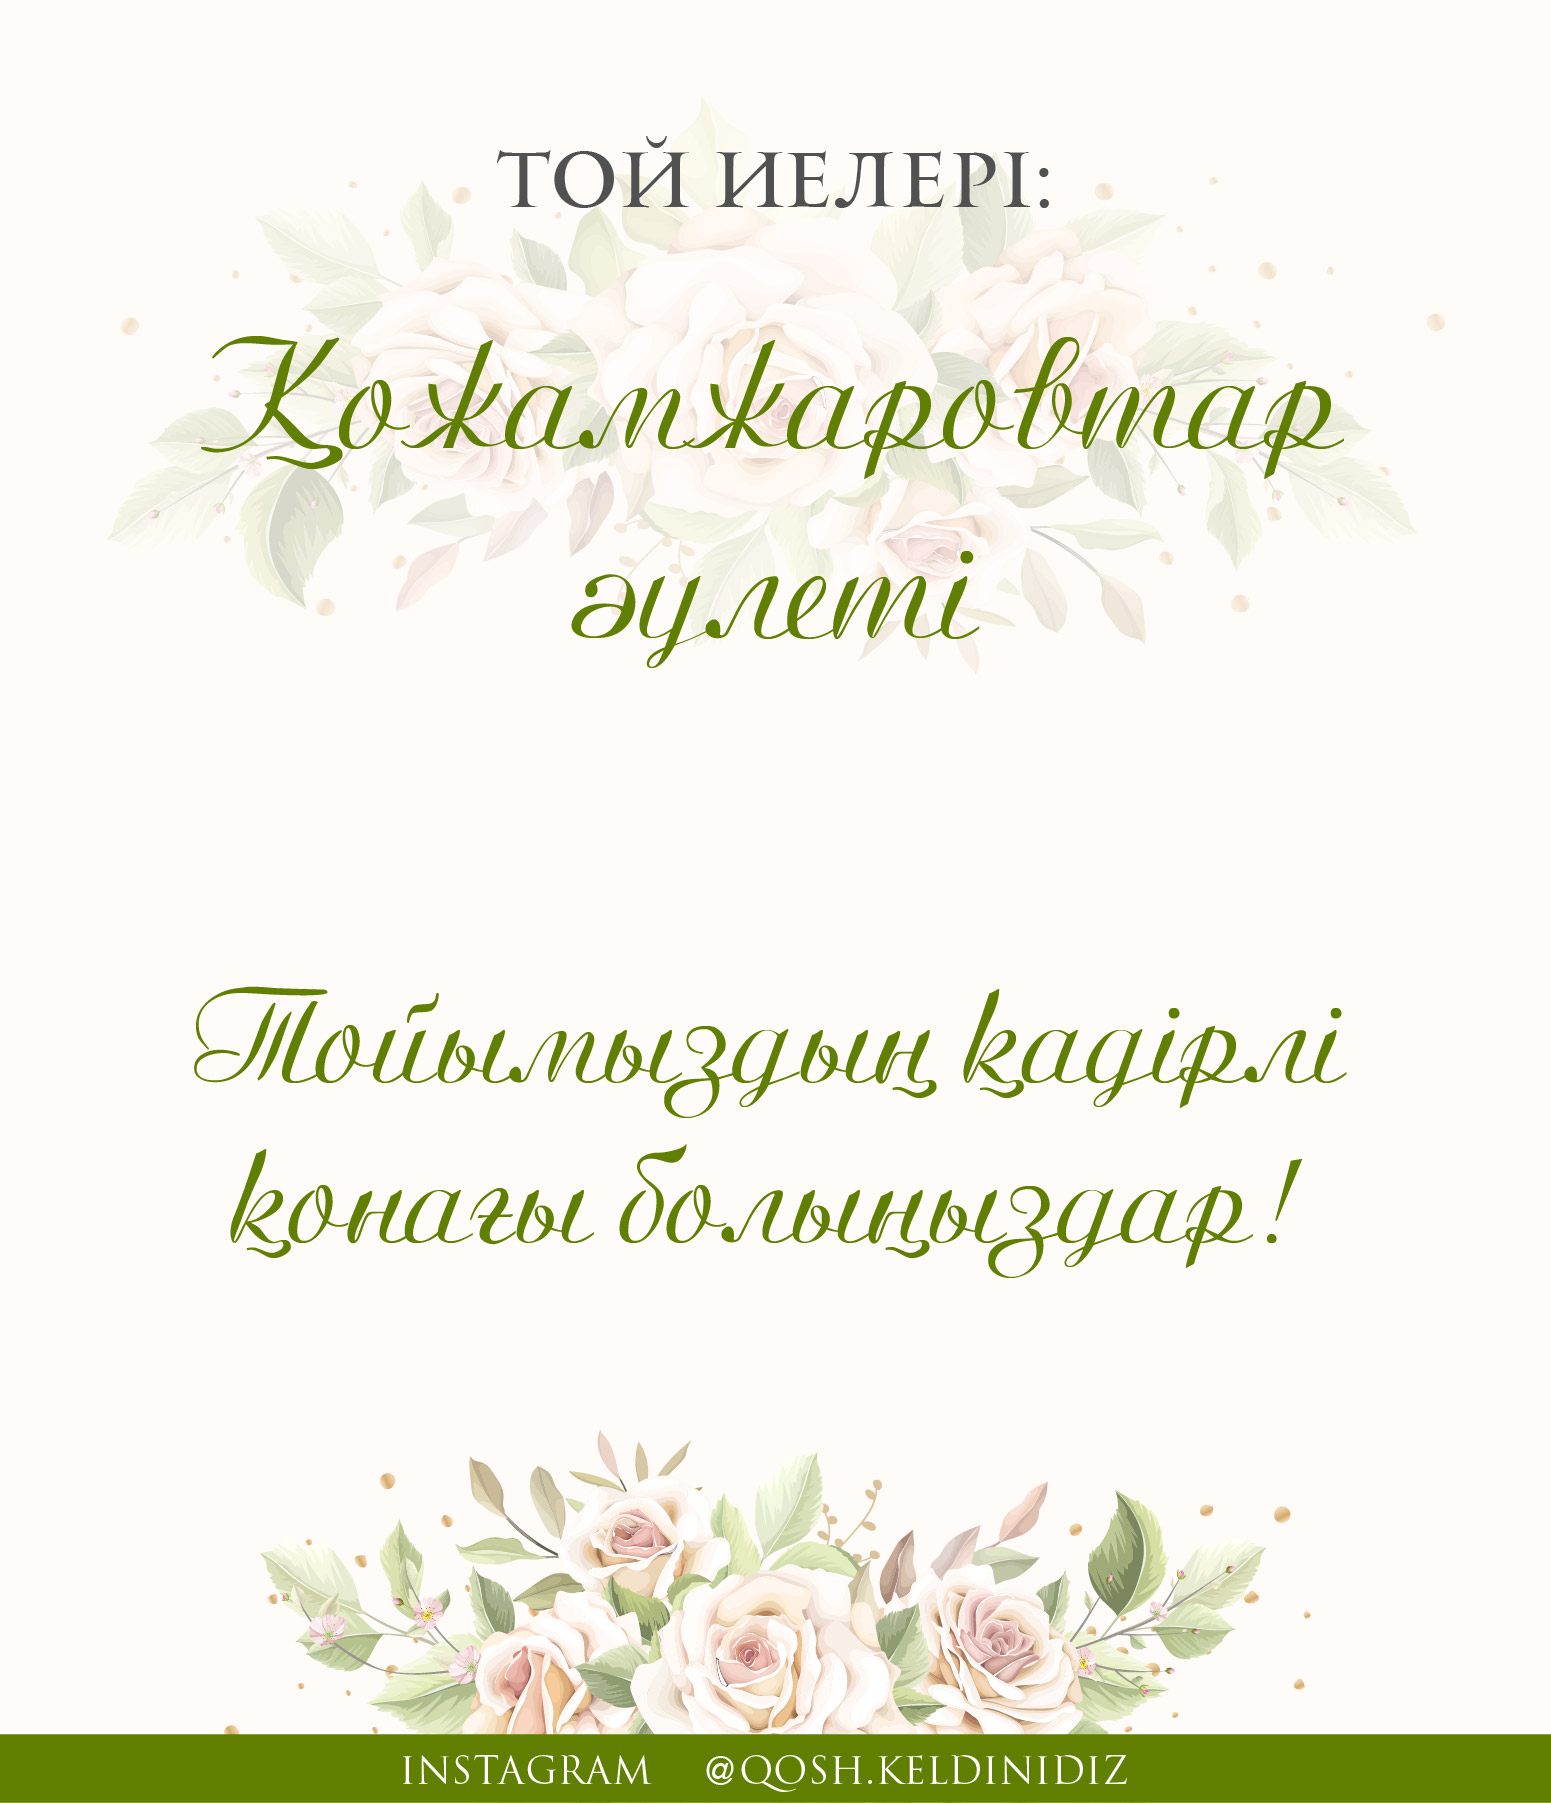 ТОЙ ИЕЛЕРІ:
Қожамжаровтар
әулеті
Тойымыздың қадірлі
қонағы болыңыздар!
INSTAGRAM @QOSH.KELDINIDIZ